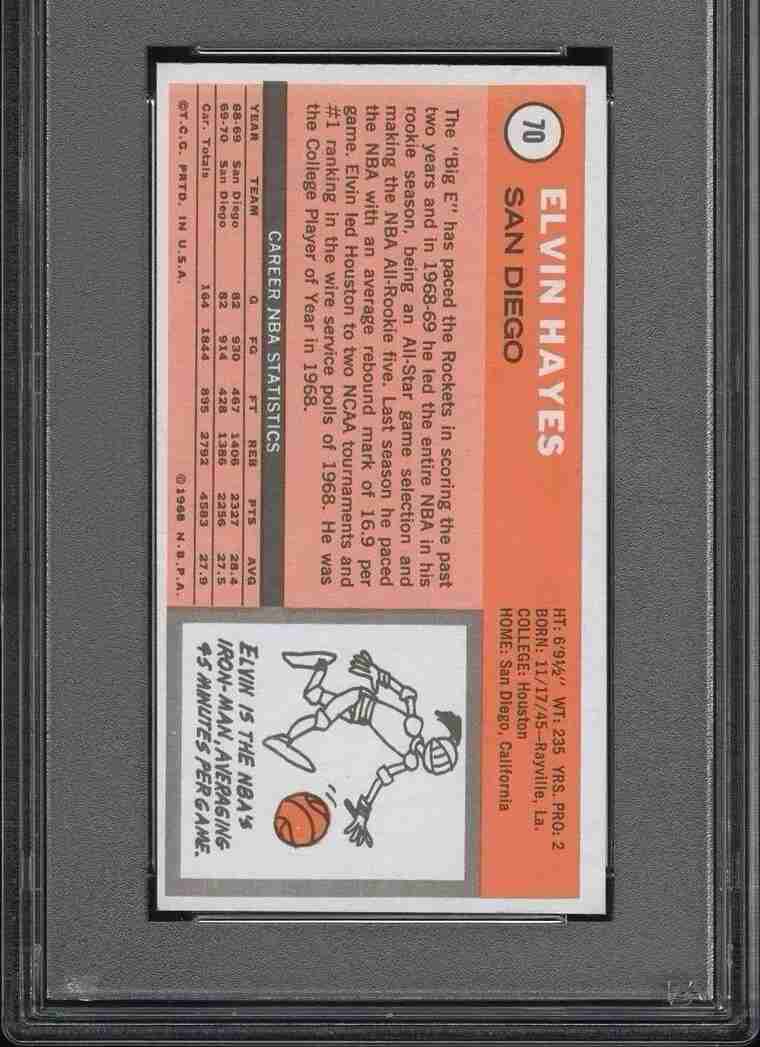 70
ELVIN HAYES
SAN DIEGO
HT: 6'9½" WT: 235 YRS. PRO: 2
BORN: 11/17/45—Rayville, La.
COLLEGE: Houston
HOME: San Diego, California
The "Big E" has paced the Rockets in scoring the past
two years and in 1968-69 he led the entire NBA in his
rookie season, being an All-Star game selection and
making the NBA All-Rookie five. Last season he paced
the NBA with an average rebound mark of 16.9 per
game. Elvin led Houston to two NCAA tournaments and
#1 ranking in the wire service polls of 1968. He was
the College Player of Year in 1968.
CAREER NBA STATISTICS
YEAR TEAM G FG FT REB PTS AVG
68-69 San Diego 82 930 467 1406 2327 28.4
69-70 San Diego 82 914 428 1386 2256 27.5
Car. Totals 164 1844 895 2792 4583 27.9
©T.C.G. PRTD. IN U.S.A. ©1968 N.B.P.A.
ELVIN IS THE NBA'S
IRON-MAN, AVERAGING
45 MINUTES PER GAME.